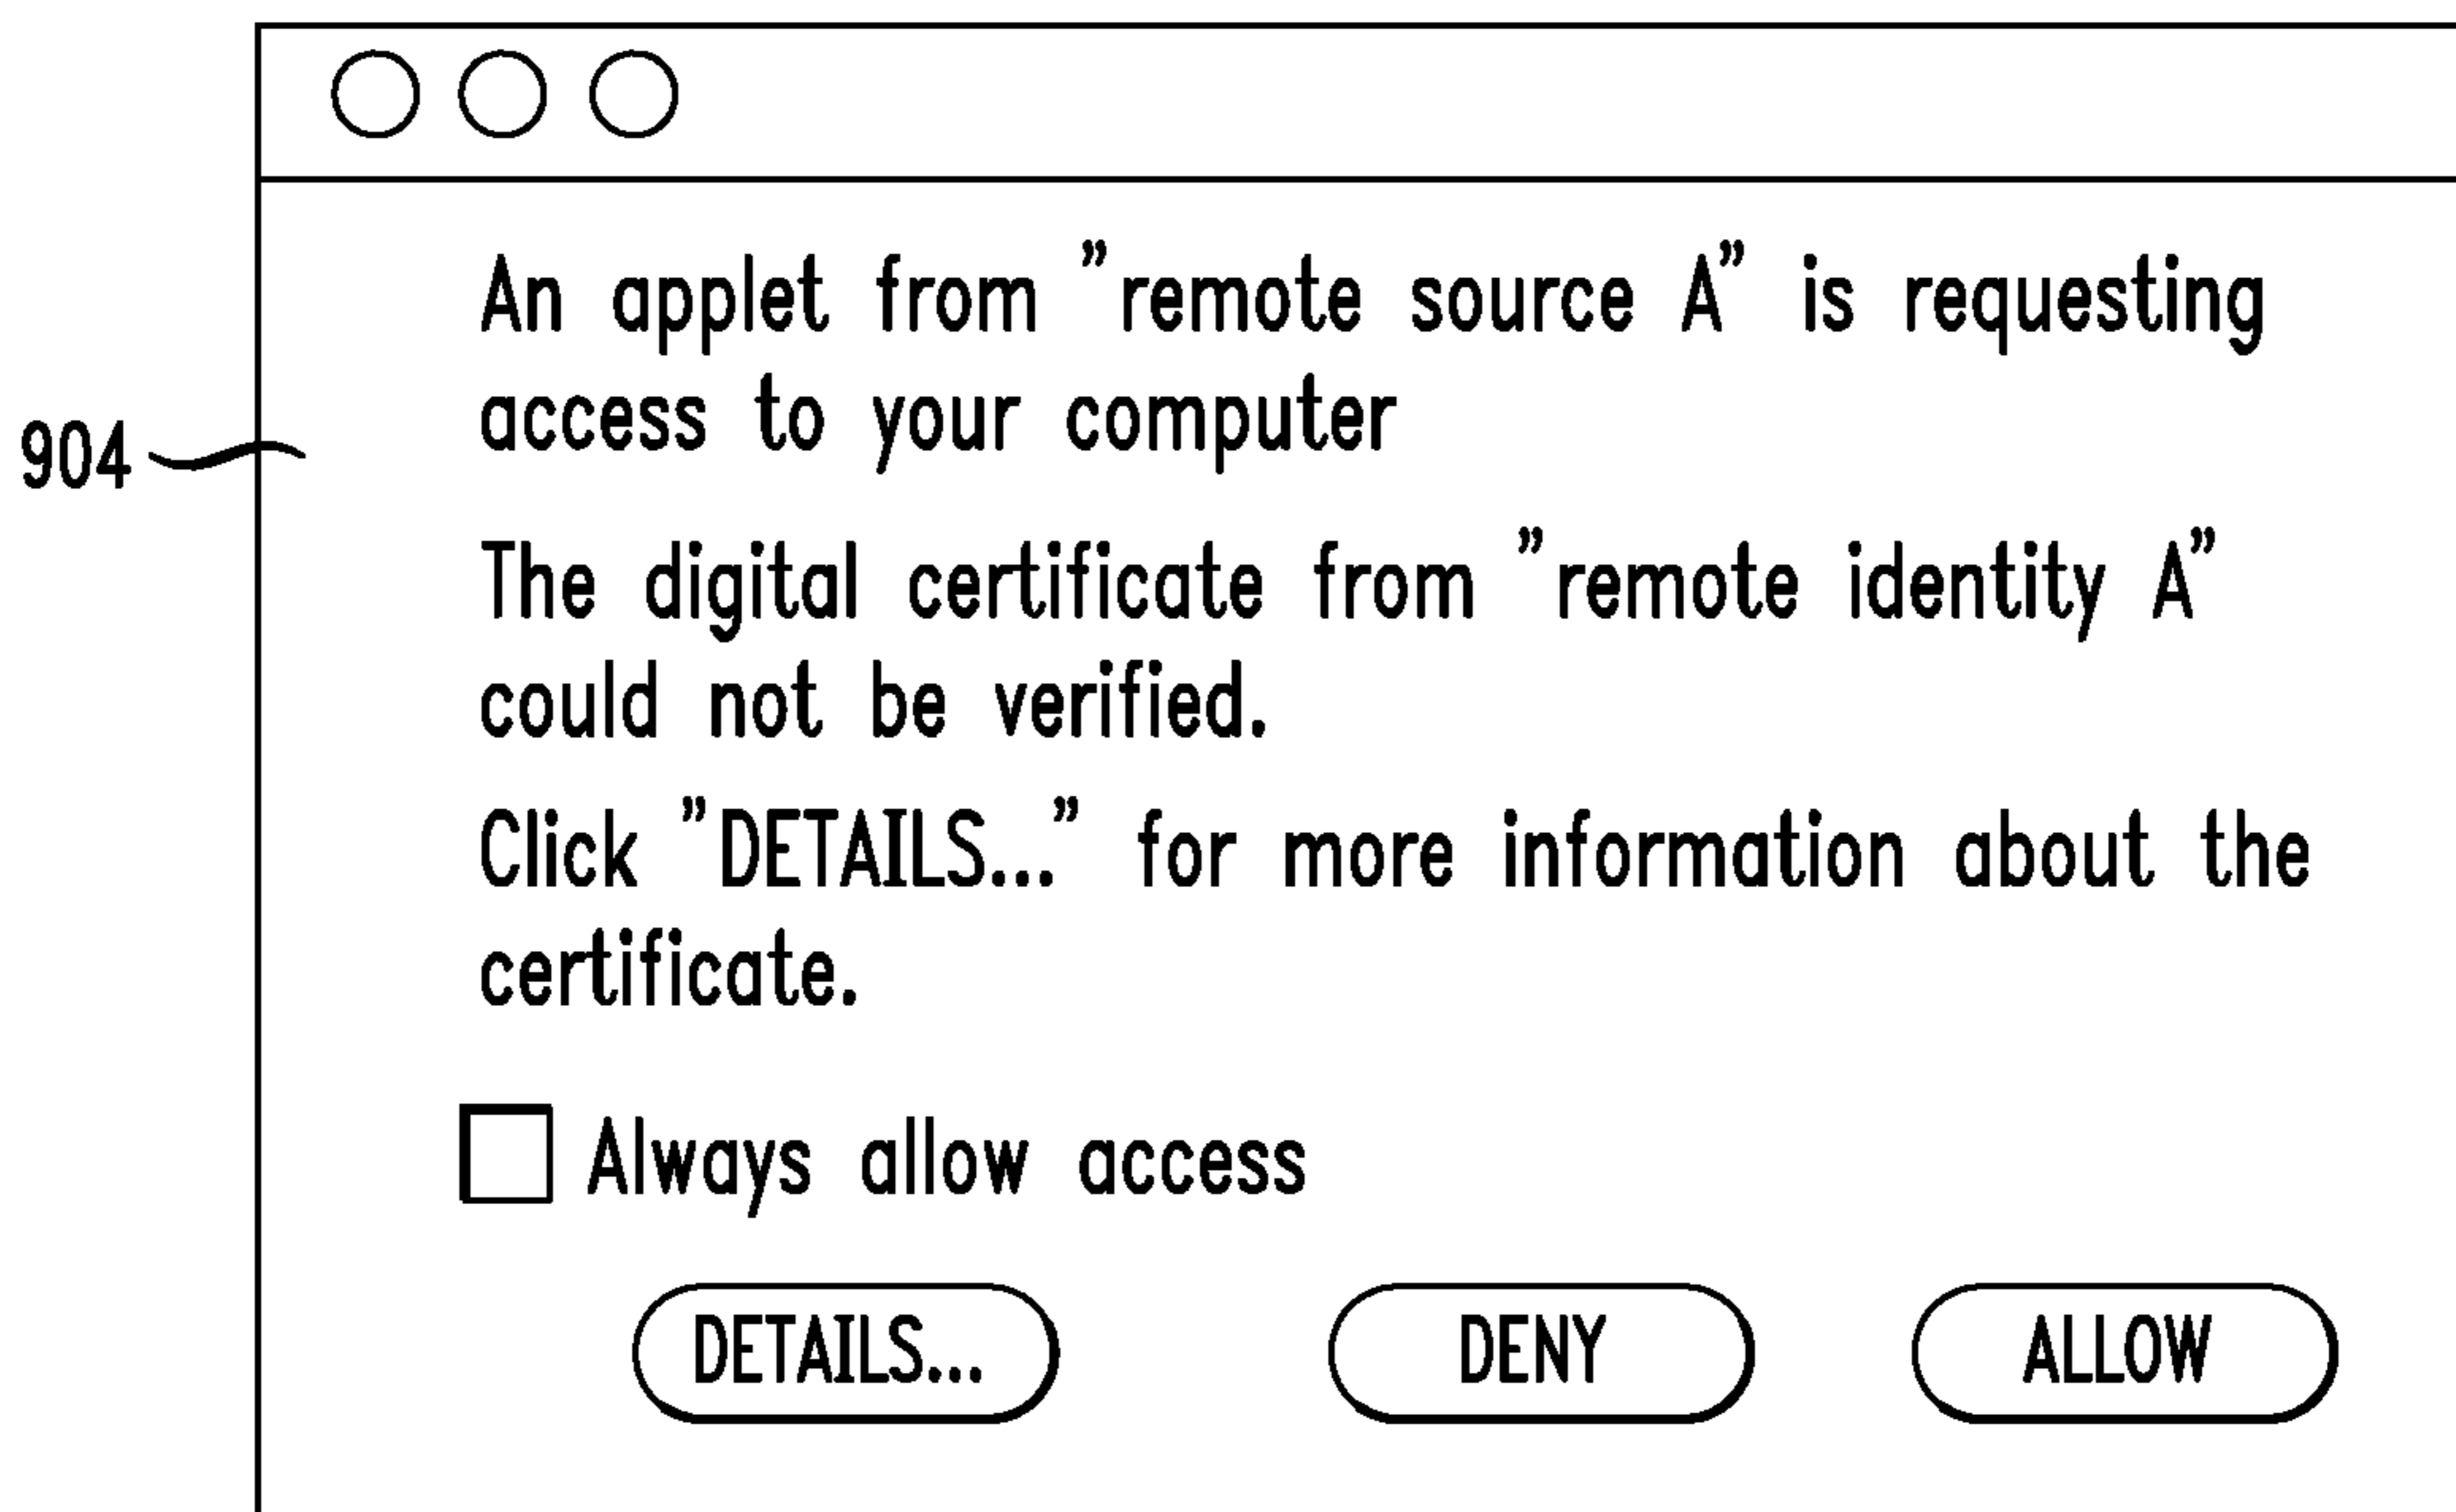 An applet from ”remote source A” is requesting
access to your computer
904
The digital certificate from ”remote identity A”
could not be verified.
Click ”DETAILS...” for more information about the
certificate.
Always allow access
DETAILS... DENY ALLOW